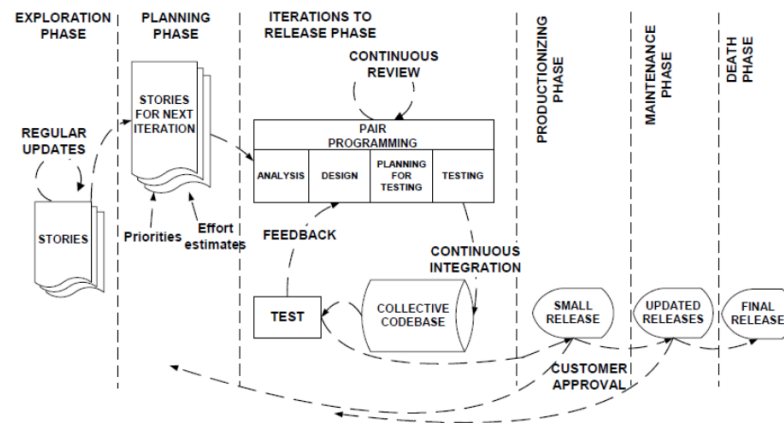 EXPLORATION
PHASE
PLANNING
PHASE
ITERATIONS TO
RELEASE PHASE
PRODUCTIONIZING
PHASE
MAINTENANCE
PHASE
DEATH
PHASE
CONTINUOUS
REVIEW
STORIES
FOR NEXT
ITERATION
REGULAR
UPDATES
PAIR
PROGRAMMING
ANALYSIS
DESIGN
PLANNING
FOR
TESTING
TESTING
STORIES
Priorities
Effort
estimates
FEEDBACK
CONTINUOUS
INTEGRATION
TEST
COLLECTIVE
CODEBASE
SMALL
RELEASE
UPDATED
RELEASES
FINAL
RELEASE
CUSTOMER
APPROVAL